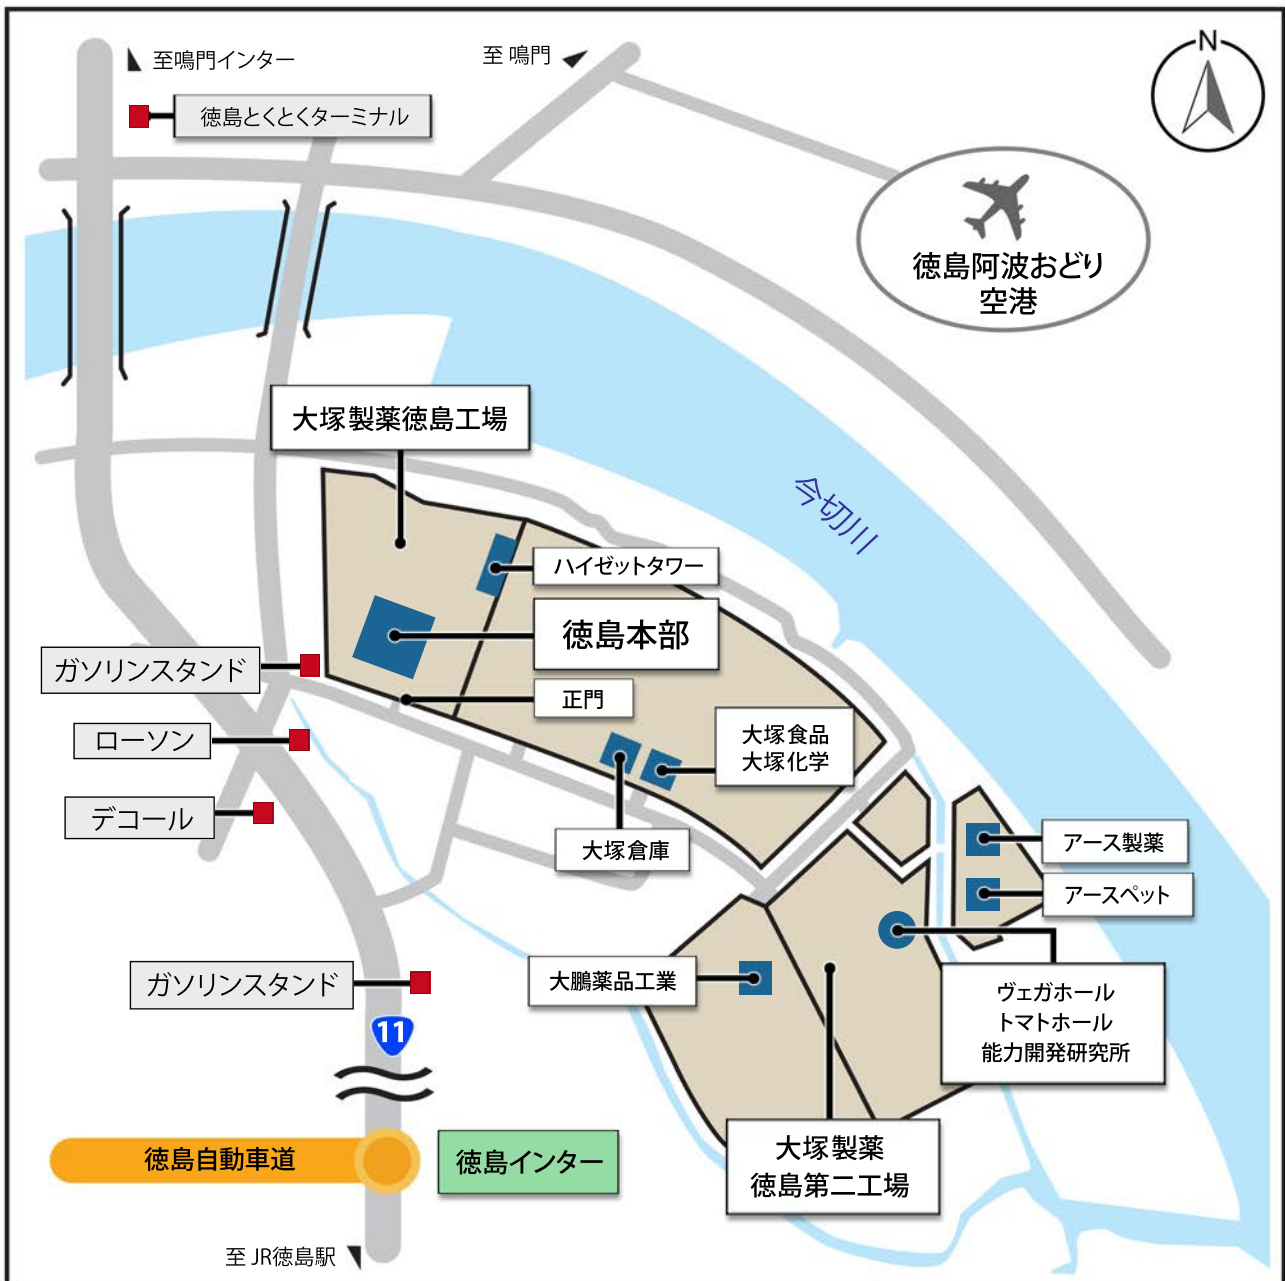 至鳴門インター
至 鳴門
N
徳島とくとくターミナル
徳島阿波おどり
空港
大塚製薬徳島工場
今切川
ハイゼットタワー
徳島本部
ガソリンスタンド
正門
ローソン
大塚食品
大塚化学
デコール
大塚倉庫
アース製薬
アースペット
大鵬薬品工業
ガソリンスタンド
ヴェガホール
トマトホール
能力開発研究所
11
大塚製薬
徳島第二工場
徳島自動車道
徳島インター
至 JR徳島駅